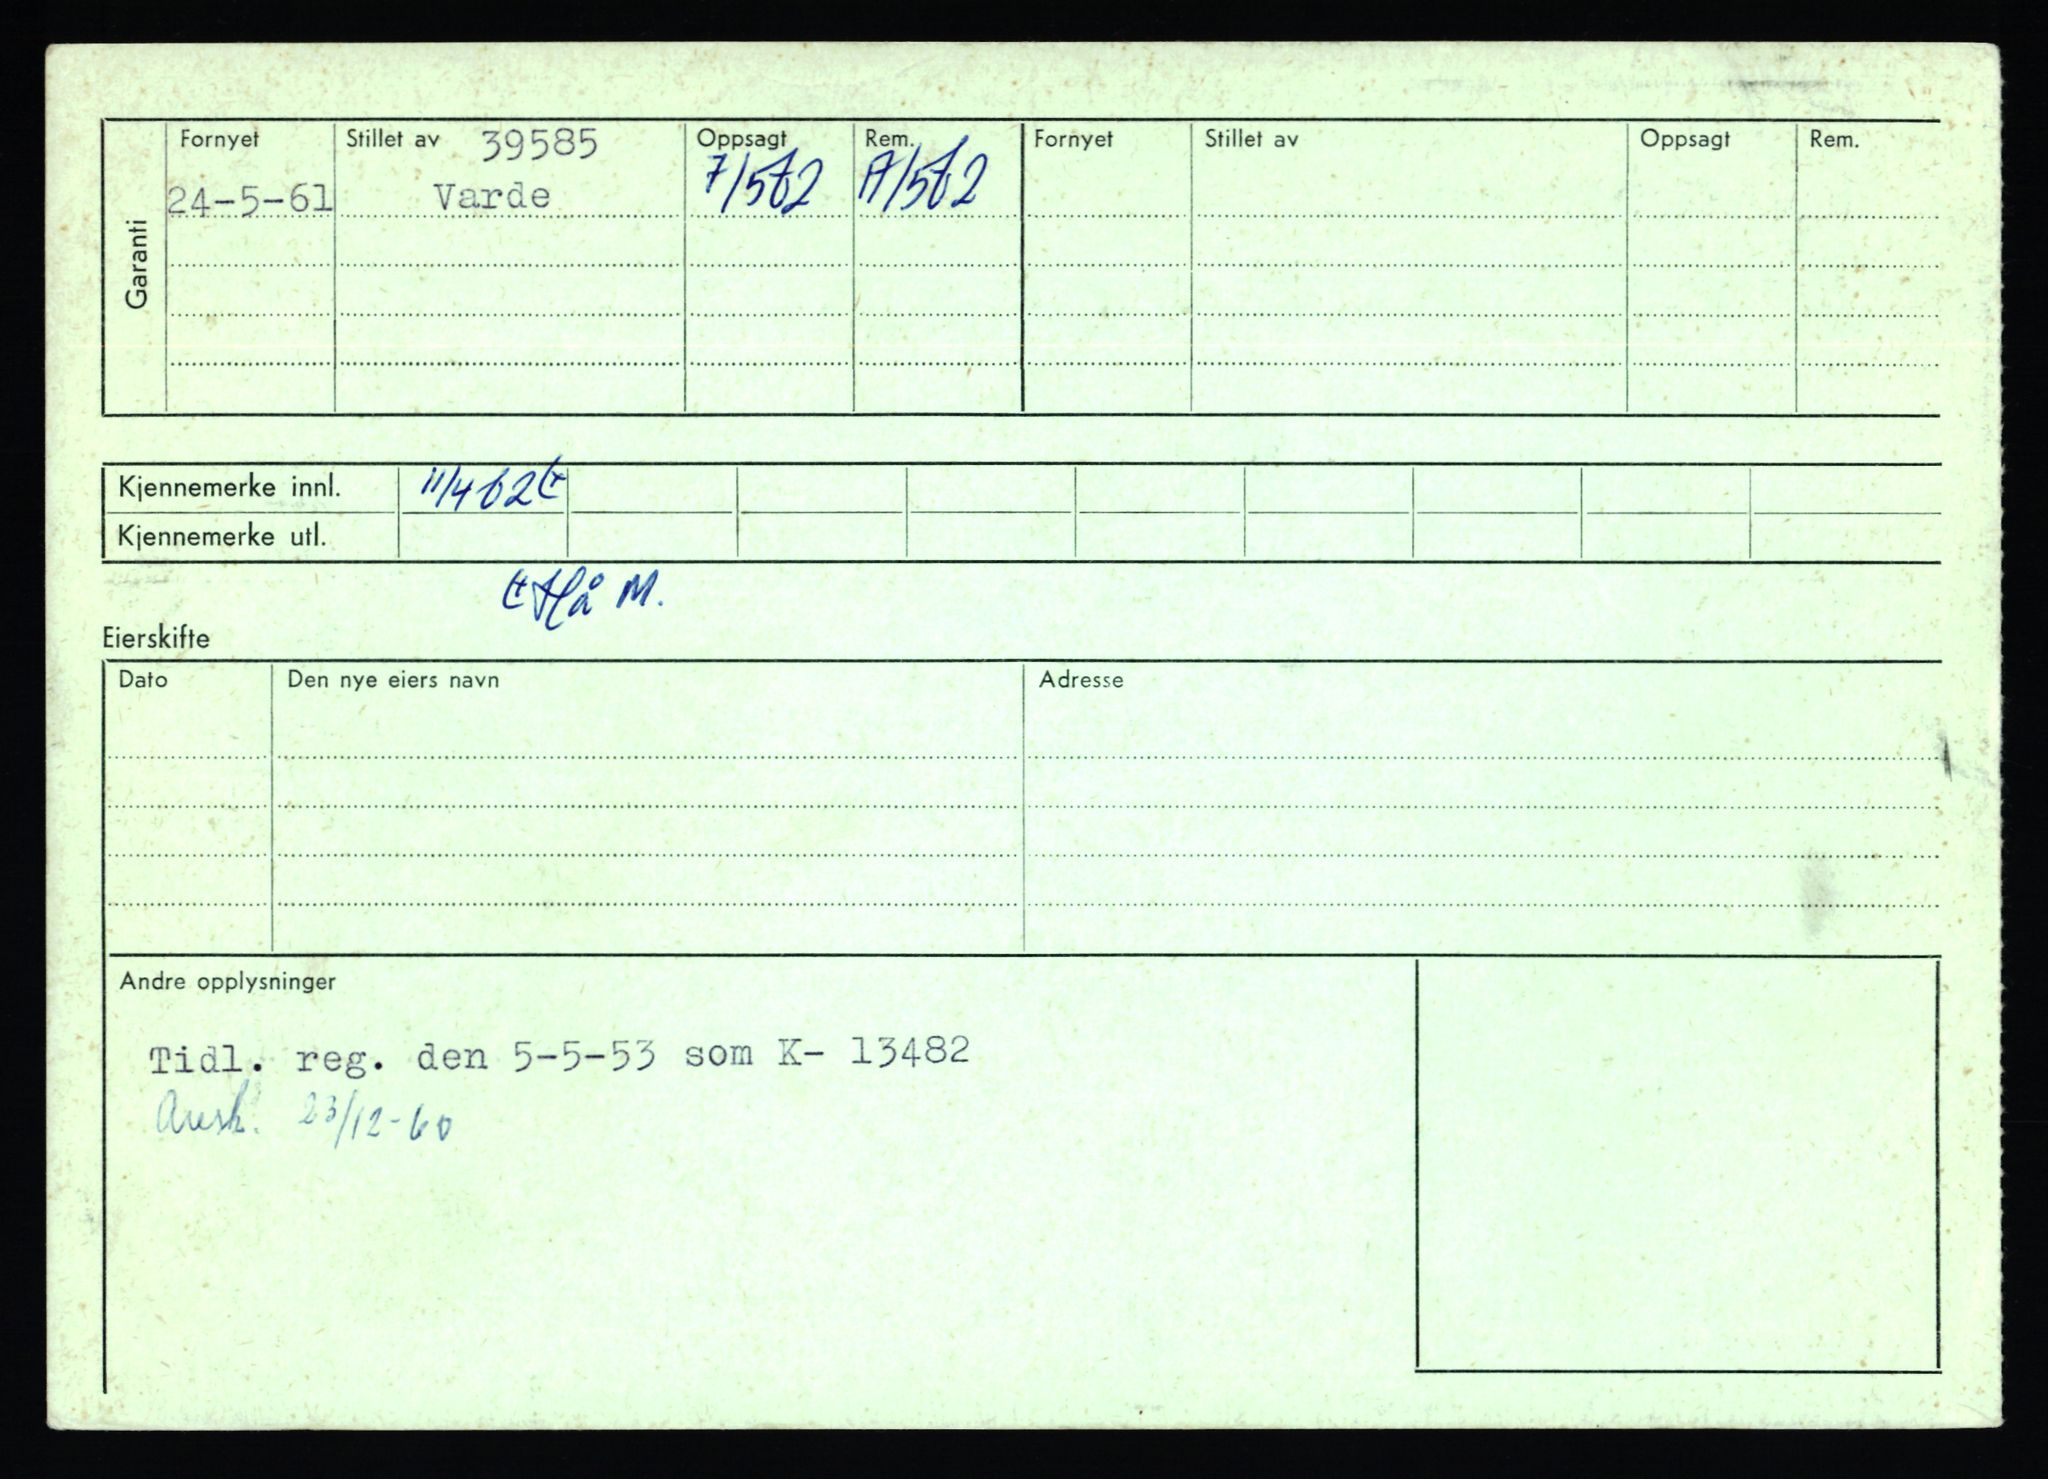 Garanti
Fornyet Stillet av 39585 Oppsagt Rem. Fornyet Stillet av Oppsagt Rem.
24-5-61 Varde 7/5 62 /5 62
Kjennemerke innl. 11/4 62
Kjennemerke utl.
Hå M.
Eierskifte
Dato Den nye eiers navn Adresse
Andre opplysninger
Tidl. reg. den 5-5-53 som K- 13482
Avsk. 23/12-60